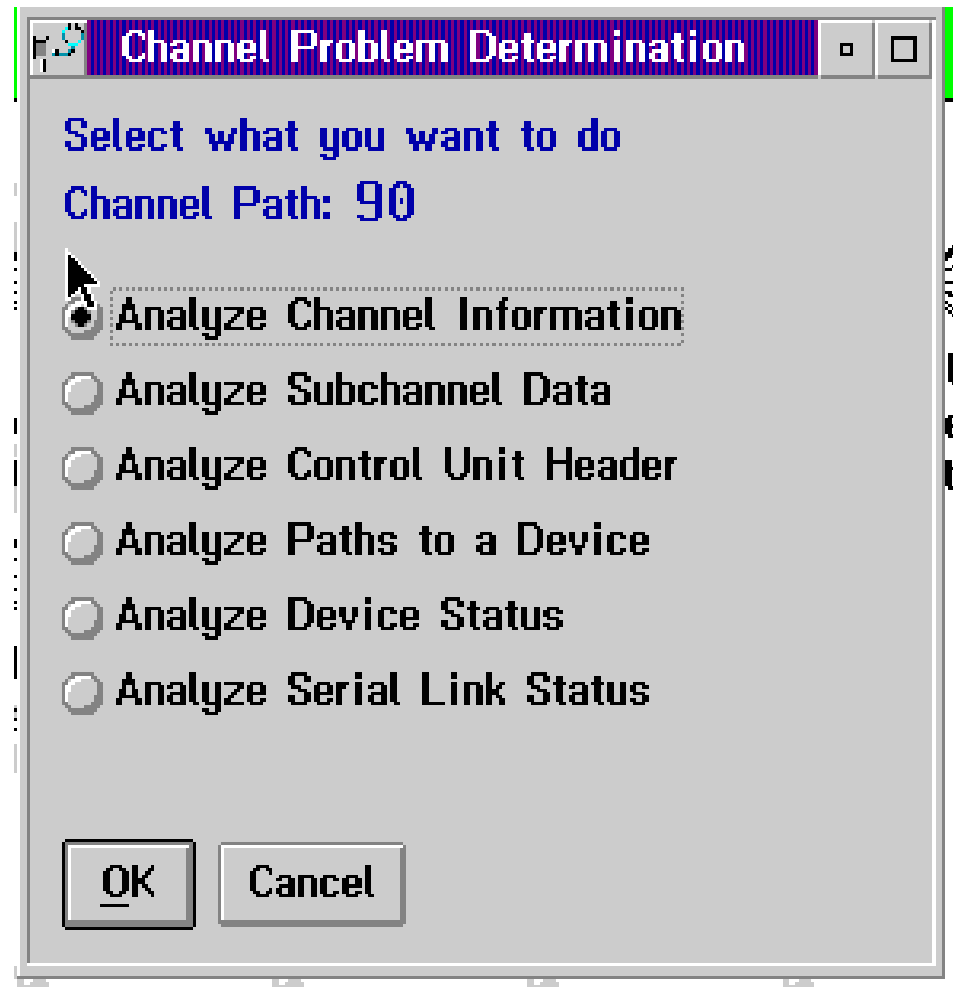 Channel Problem Determination
Select what you want to do
Channel Path: 90
Analyze Channel Information
Analyze Subchannel Data
Analyze Control Unit Header
Analyze Paths to a Device
Analyze Device Status
Analyze Serial Link Status
OK Cancel